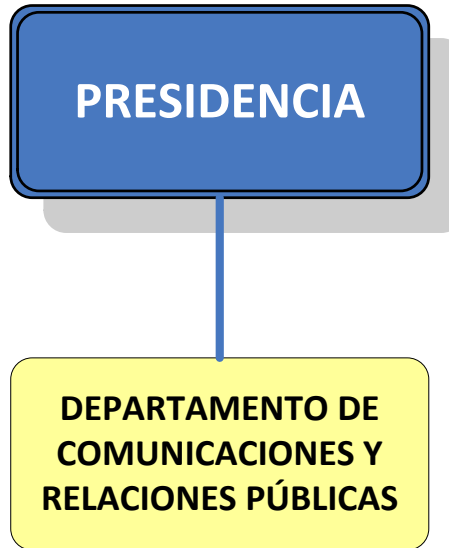 PRESIDENCIA
DEPARTAMENTO DE
COMUNICACIONES Y
RELACIONES PÚBLICAS